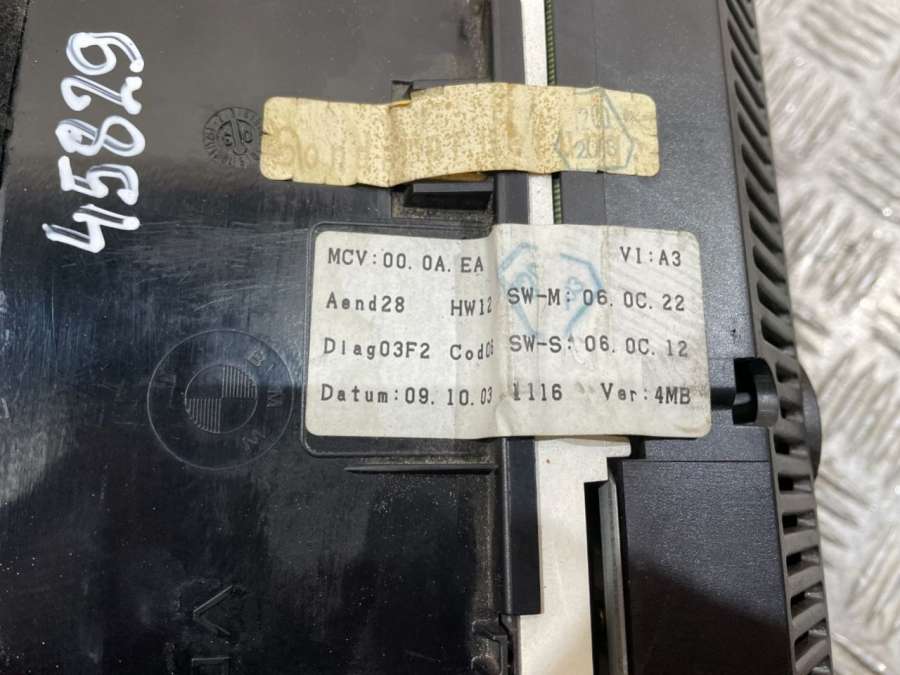 45829
MCV:00. 0A. EA VI:A3
Aend28 HW12 SW-M: 06. 0C. 22
Diag03F2 SW-S: 06. 0C. 12
Datum:09. 10. 03 1116 Ver:4MB
BMW